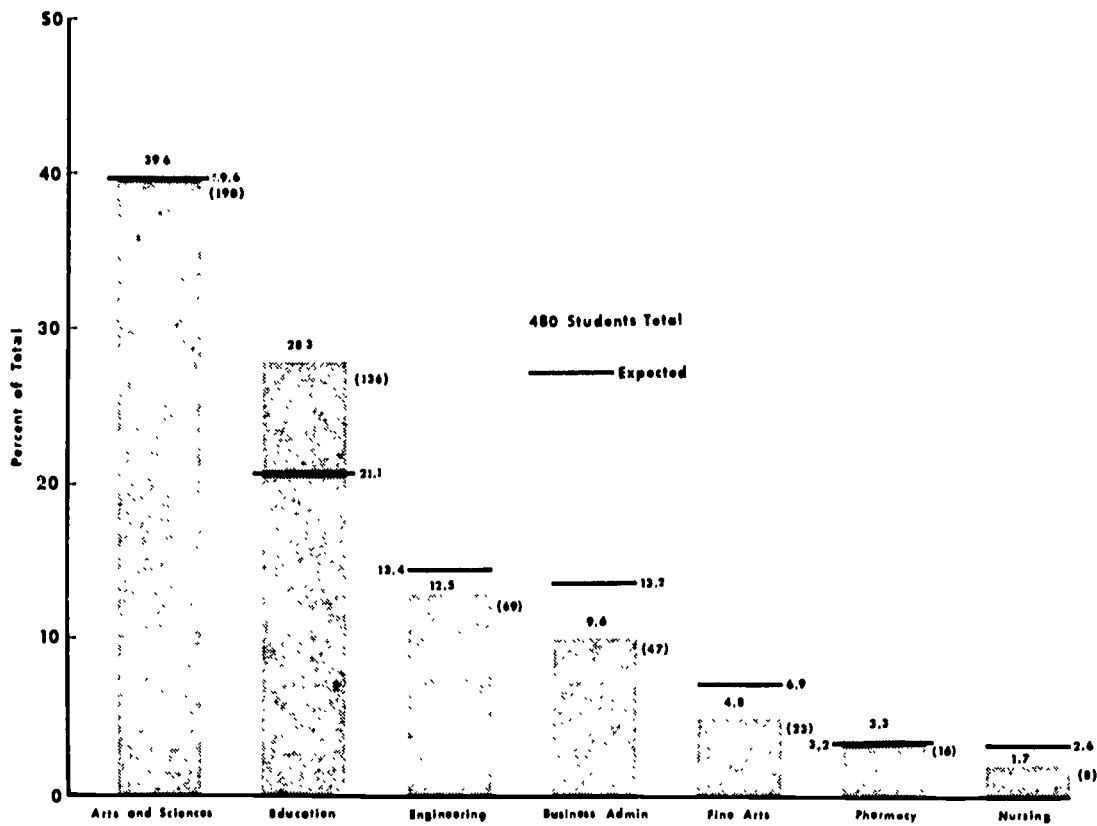 50
40
30
20
10
0
Percent of Total
39.6
(190)
28.3
(136)
21.1
480 Students Total
Expected
13.4
12.5
(69)
13.2
9.6
(47)
6.9
4.8
(23)
3.3
3.2
(16)
2.6
1.7
(8)
Arts and Sciences
Education
Engineering
Business Admin
Fine Arts
Pharmacy
Nursing